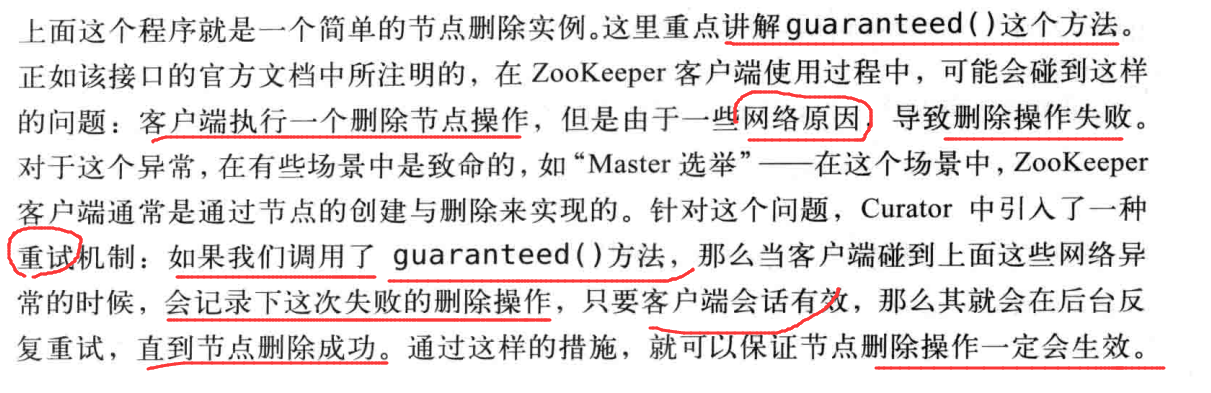 上面这个程序就是一个简单的节点删除实例。这里重点讲解guaranteed()这个方法。
正如该接口的官方文档中所注明的，在 ZooKeeper 客户端使用过程中，可能会碰到这样
的问题：客户端执行一个删除节点操作，但是由于一些网络原因，导致删除操作失败。
对于这个异常，在有些场景中是致命的，如“Master 选举”——在这个场景中，ZooKeeper
客户端通常是通过节点的创建与删除来实现的。针对这个问题，Curator 中引入了一种
重试机制：如果我们调用了 guaranteed()方法，那么当客户端碰到上面这些网络异
常的时候，会记录下这次失败的删除操作，只要客户端会话有效，那么其就会在后台反
复重试，直到节点删除成功。通过这样的措施，就可以保证节点删除操作一定会生效。